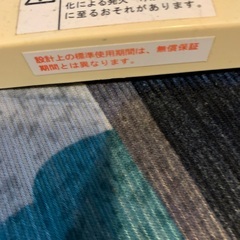 化による発火
に至るおそれがあります。
設計上の標準使用期間は、無償保証
期間とは異なります。